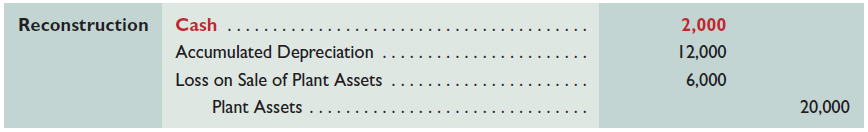 Reconstruction Cash .......................................... 2,000
Accumulated Depreciation ....................... 12,000
Loss on Sale of Plant Assets ...................... 6,000
Plant Assets ............................... 20,000